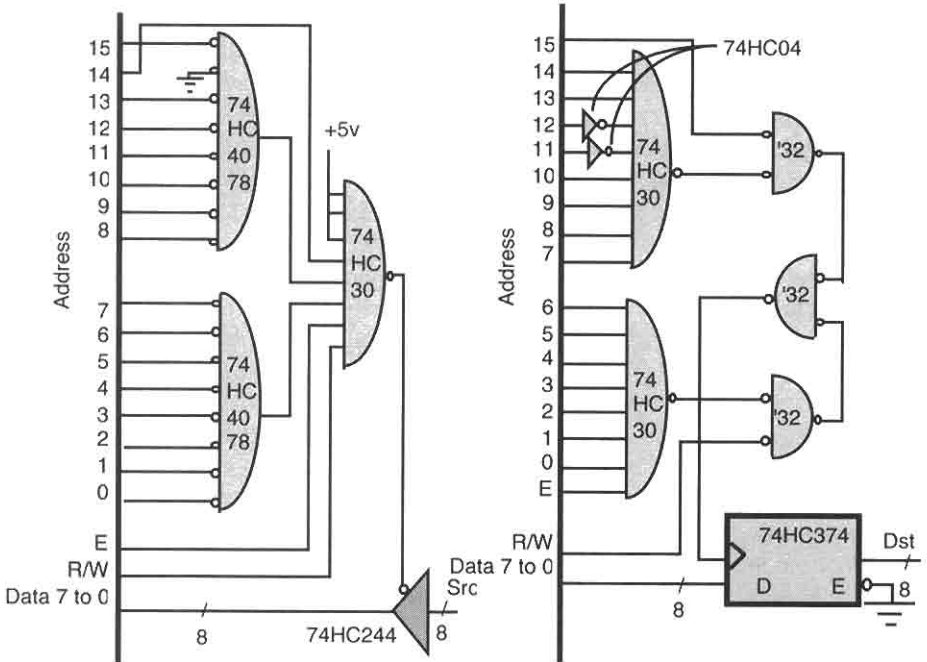 15
14
13
12
11
10
9
8
Address
7
6
5
4
3
2
1
0
E
R/W
Data 7 to 0
8
74
HC
40
78
74
HC
40
78
+5v
74
HC
30
74HC244
Src
8
15
14
13
12
11
10
9
8
7
Address
6
5
4
3
2
1
0
E
R/W
Data 7 to 0
8
74HC04
74
HC
30
74
HC
30
'32
'32
'32
74HC374
D E
Dst
8